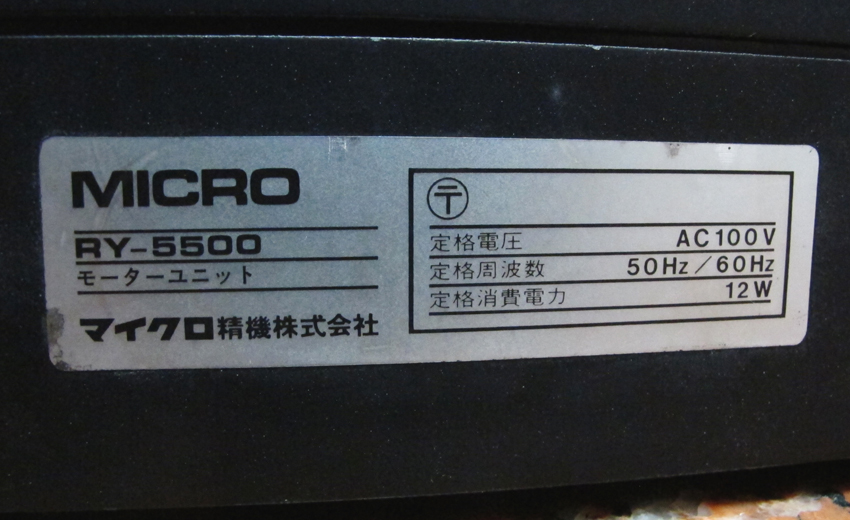 MICRO
RY-5500
モーターユニット
マイクロ精機株式会社
〒
定格電圧 AC100V
定格周波数 50Hz/60Hz
定格消費電力 12W